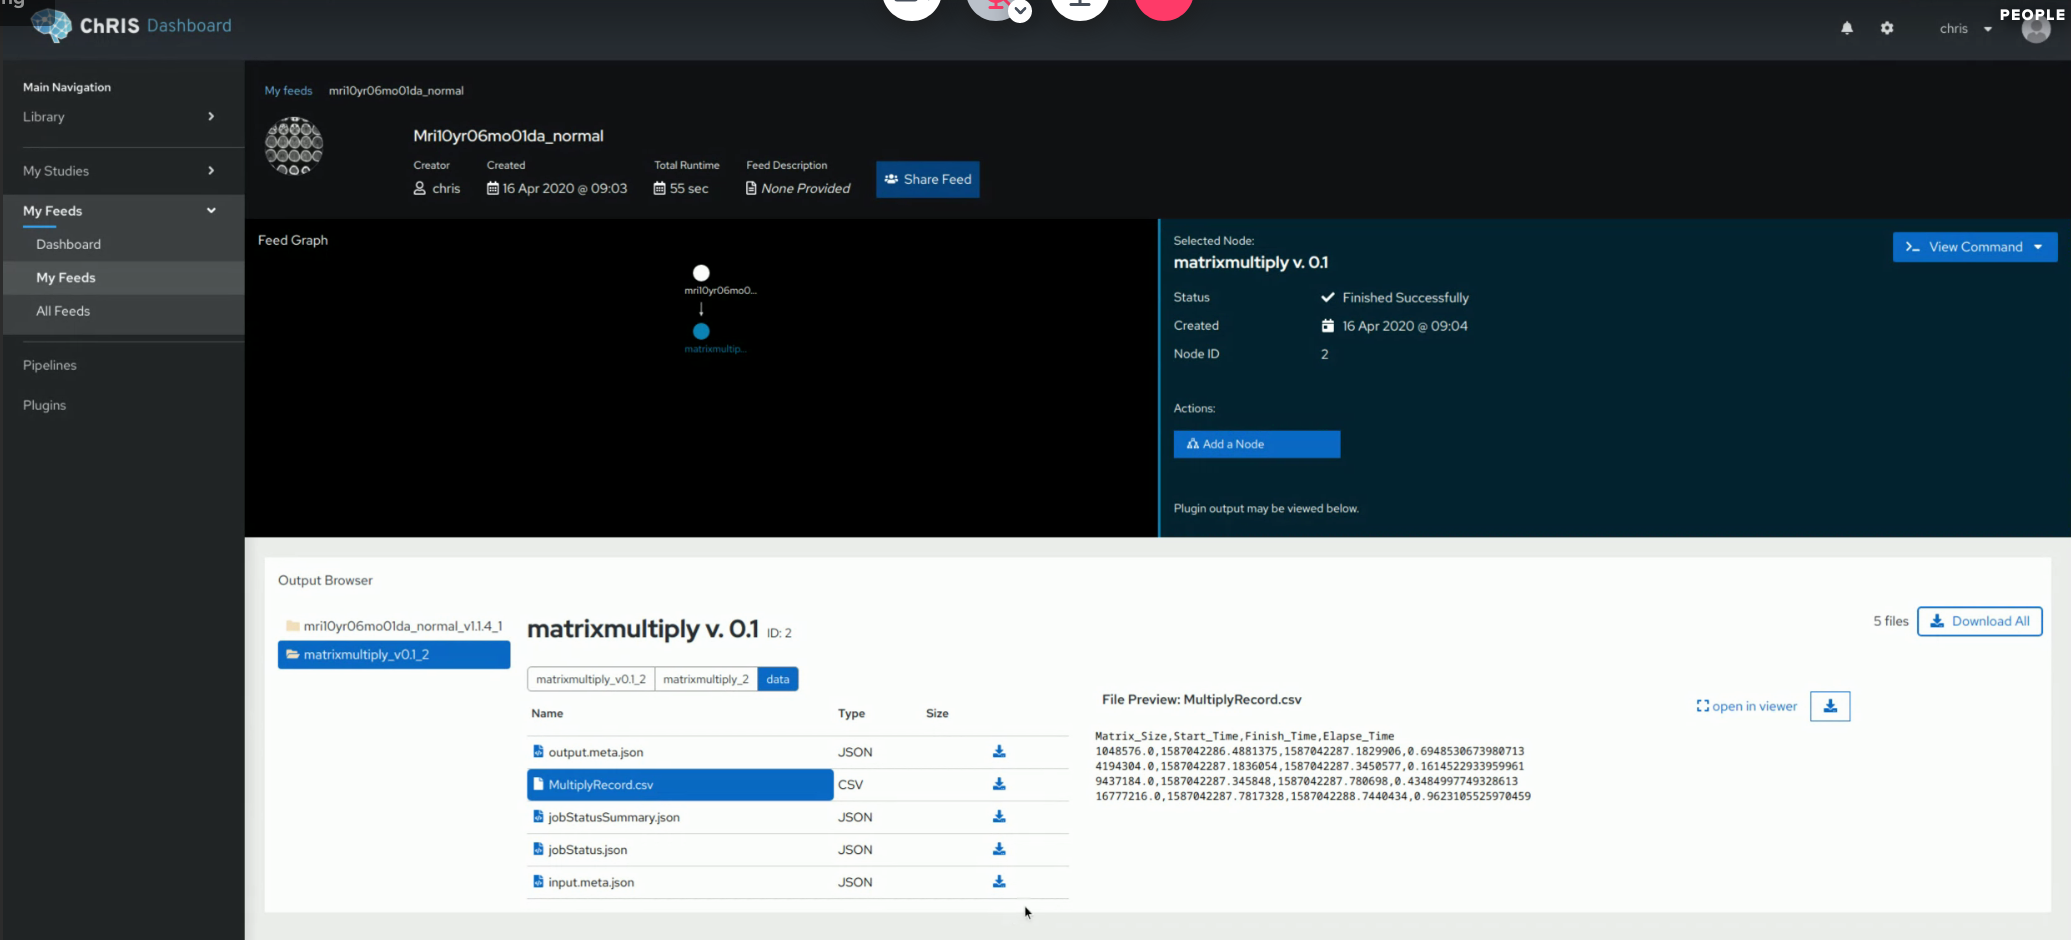 ng
ChRIS Dashboard
chris
PEOPLE
Main Navigation
Library
My Studies
My Feeds
Dashboard
My Feeds
All Feeds
Pipelines
Plugins
My feeds mri10yr06mo01da_normal
Mri10yr06mo01da_normal
Creator Created Total Runtime Feed Description
chris 16 Apr 2020 @ 09:03 55 sec None Provided
Share Feed
Feed Graph
mri10yr06mo0...
matrixmultip...
Selected Node:
matrixmultiply v. 0.1
>_ View Command
Status Finished Successfully
Created 16 Apr 2020 @ 09:04
Node ID 2
Actions:
Add a Node
Plugin output may be viewed below.
Output Browser
mri10yr06mo01da_normal_v1.1.4_1
matrixmultiply_v0.1_2
matrixmultiply v. 0.1 ID: 2
5 files Download All
matrixmultiply_v0.1_2 matrixmultiply_2 data
Name Type Size
output.meta.json JSON
MultiplyRecord.csv CSV
jobStatusSummary.json JSON
jobStatus.json JSON
input.meta.json JSON
File Preview: MultiplyRecord.csv
open in viewer
Matrix_Size,Start_Time,Finish_Time,Elapse_Time
1048576.0,1587042286.4881375,1587042287.1829906,0.6948530673980713
4194304.0,1587042287.1836054,1587042287.3450577,0.1614522933959961
9437184.0,1587042287.345848,1587042287.780698,0.43484997749328613
16777216.0,1587042287.7817328,1587042288.7440434,0.9623105525970459